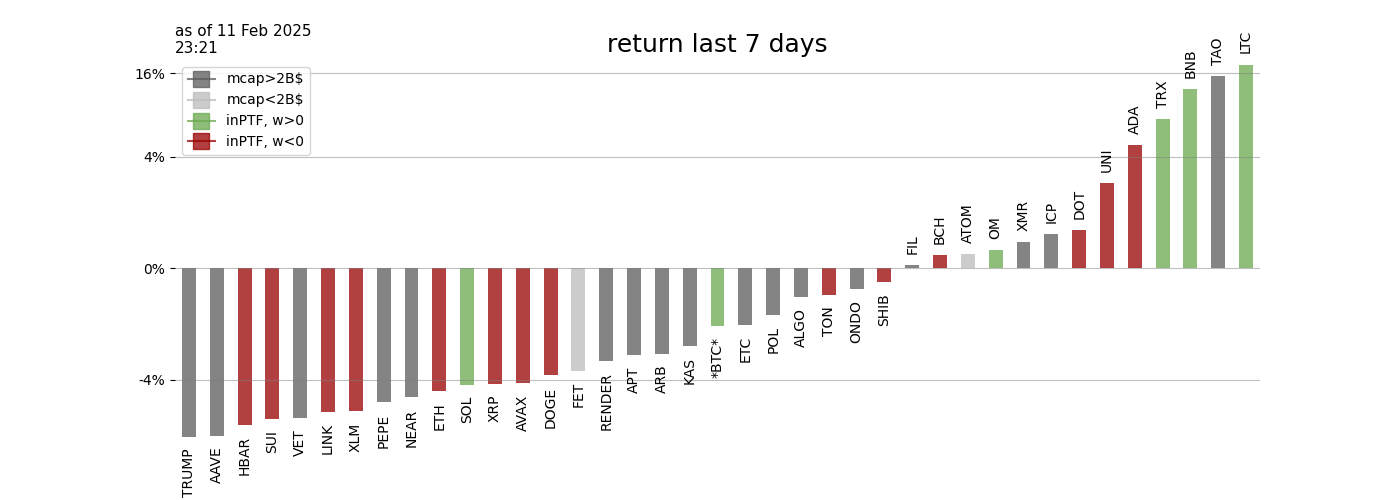 as of 11 Feb 2025
23:21
return last 7 days
mcap>2B$
mcap<2B$
inPTF, w>0
inPTF, w<0
16%
4%
0%
-4%
TRUMP
AAVE
HBAR
SUI
VET
LINK
XLM
PEPE
NEAR
ETH
SOL
XRP
AVAX
DOGE
FET
RENDER
APT
ARB
KAS
*BTC*
ETC
POL
ALGO
TON
ONDO
SHIB
FIL
BCH
ATOM
OM
XMR
ICP
DOT
UNI
ADA
TRX
BNB
TAO
LTC